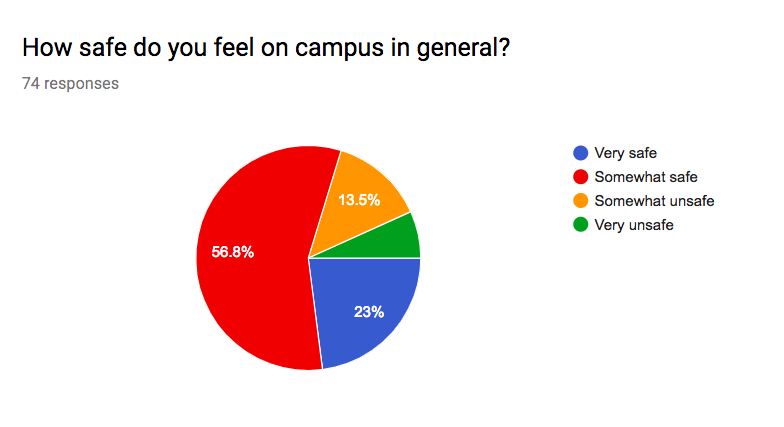 How safe do you feel on campus in general?
74 responses
Very safe
Somewhat safe
Somewhat unsafe
Very unsafe
13.5%
56.8%
23%